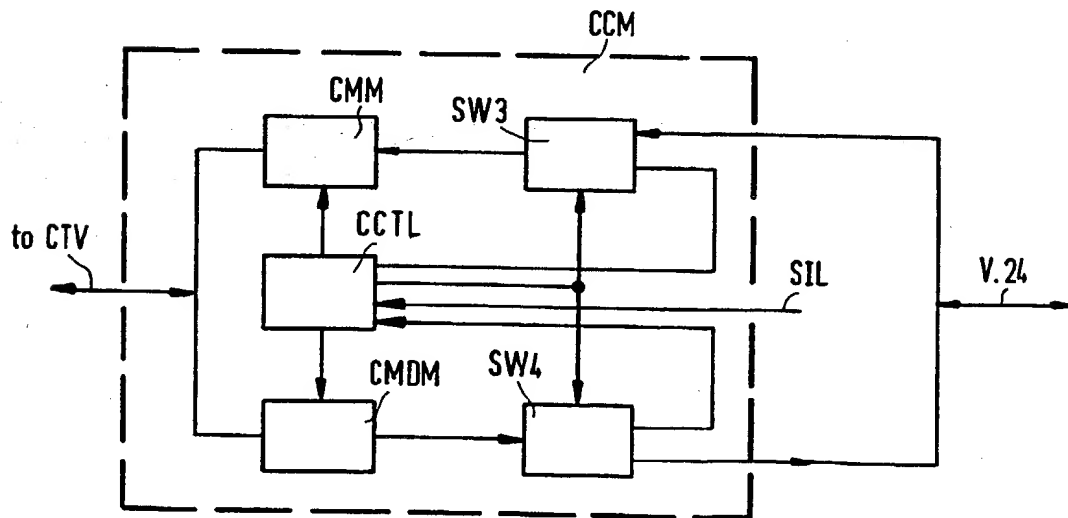 CCM
CMM
SW3
to CTV
CCTL
SIL
V.24
CMDM
SW4